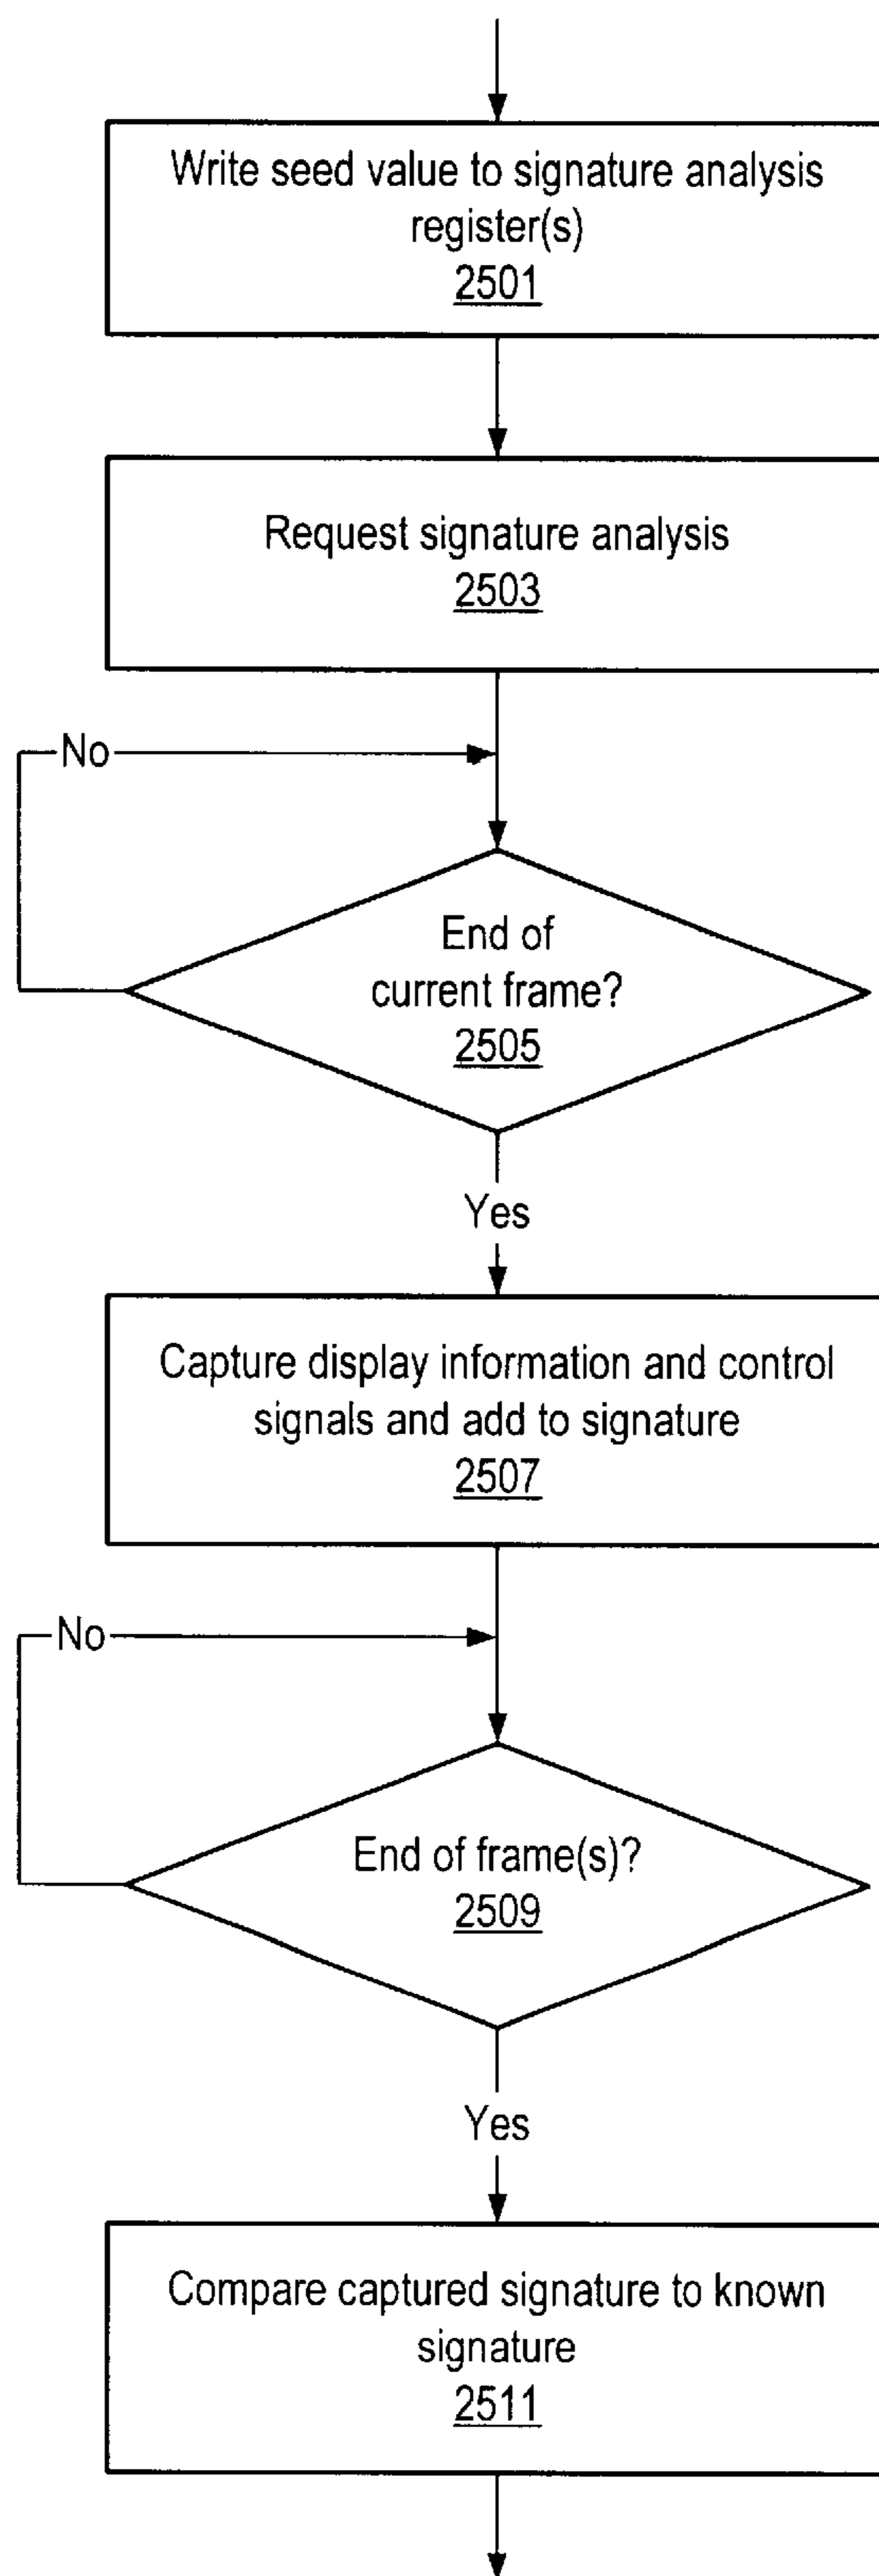 Write seed value to signature analysis
register(s)
2501
Request signature analysis
2503
No
End of
current frame?
2505
Yes
Capture display information and control
signals and add to signature
2507
No
End of frame(s)?
2509
Yes
Compare captured signature to known
signature
2511